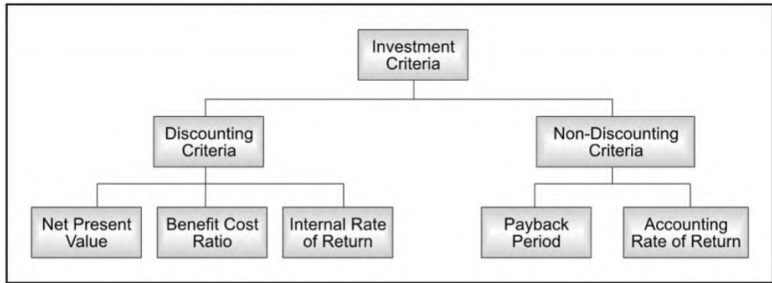 Investment
Criteria
Discounting
Criteria
Non-Discounting
Criteria
Net Present
Value
Benefit Cost
Ratio
Internal Rate
of Return
Payback
Period
Accounting
Rate of Return